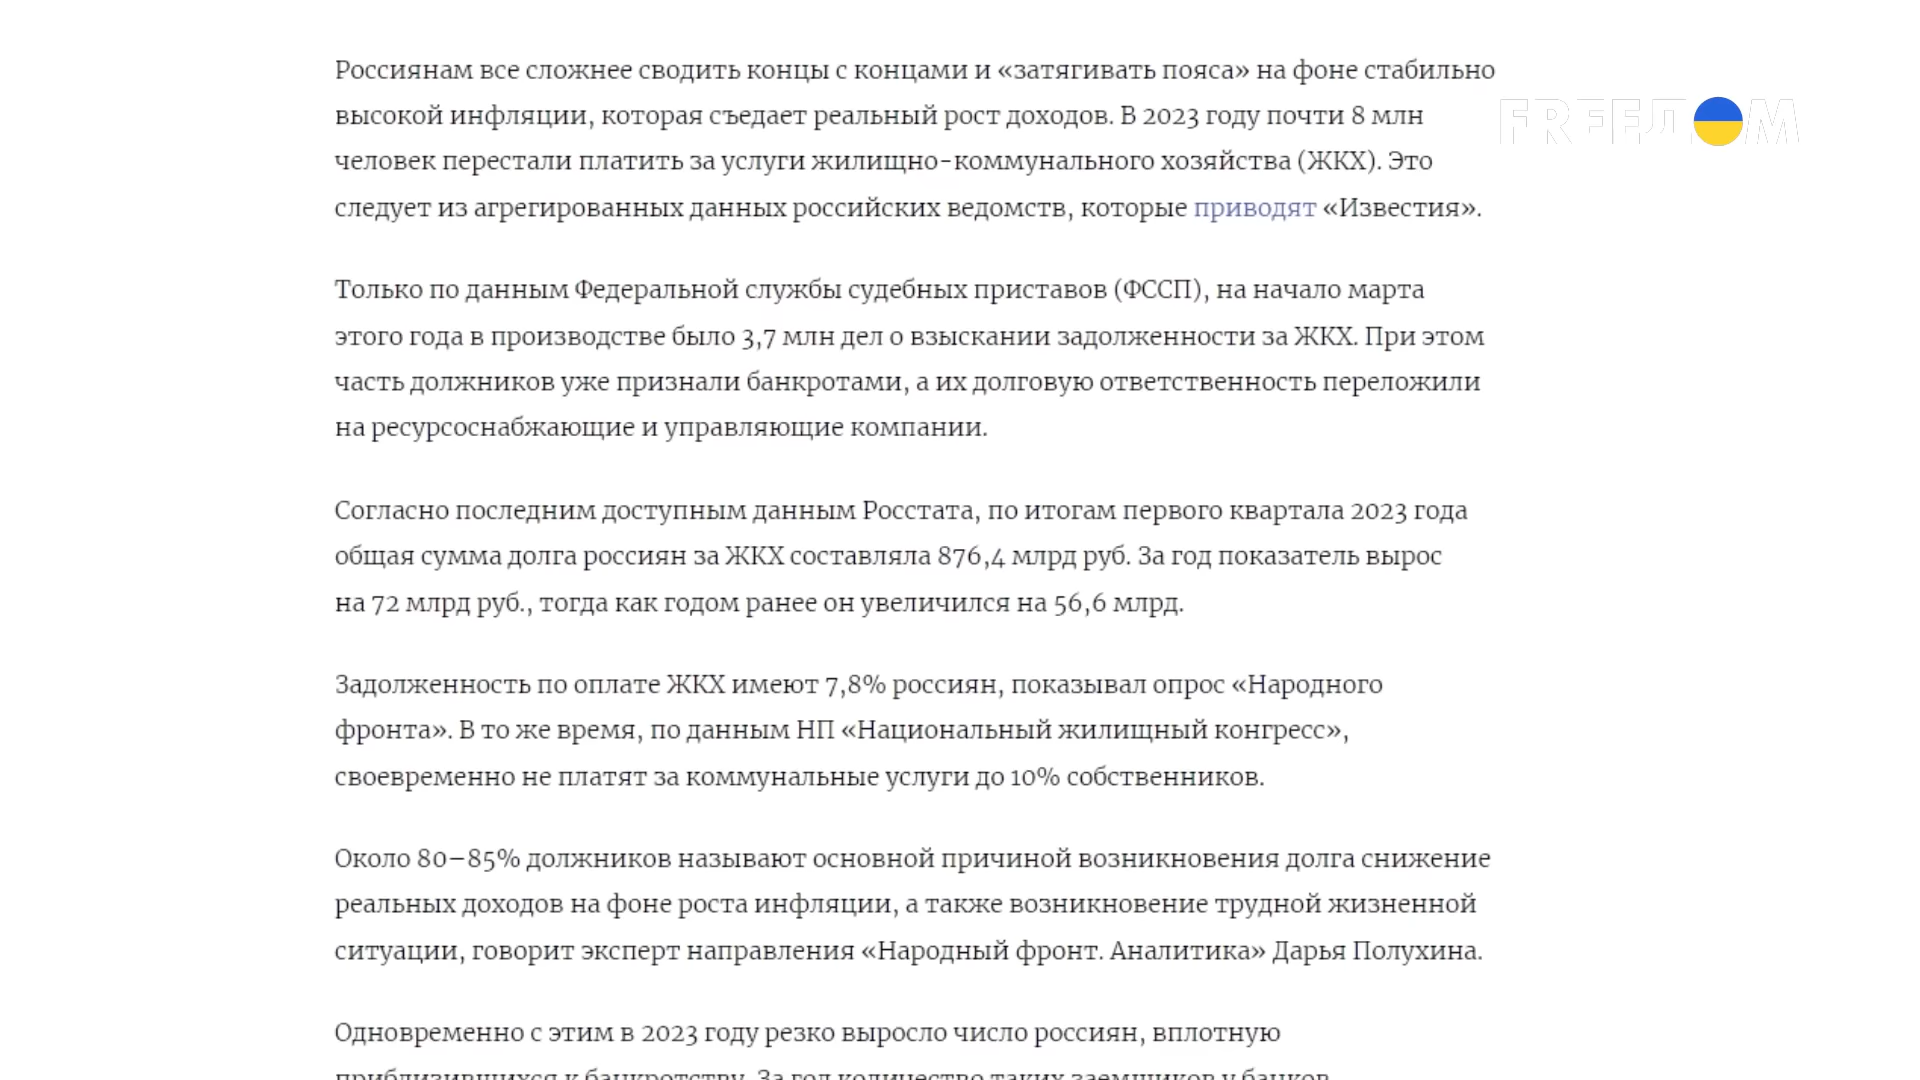 Россиянам все сложнее сводить концы с концами и «затягивать пояса» на фоне стабильно
высокой инфляции, которая съедает реальный рост доходов. В 2023 году почти 8 млн
FREEДОМ
человек перестали платить за услуги жилищно-коммунального хозяйства (ЖКХ). Это
следует из агрегированных данных российских ведомств, которые приводят «Известия».
Только по данным Федеральной службы судебных приставов (ФССП), на начало марта
этого года в производстве было 3,7 млн дел о взыскании задолженности за ЖКХ. При этом
часть должников уже признали банкротами, а их долговую ответственность переложили
на ресурсоснабжающие и управляющие компании.
Согласно последним доступным данным Росстата, по итогам первого квартала 2023 года
общая сумма долга россиян за ЖКХ составляла 876,4 млрд руб. За год показатель вырос
на 72 млрд руб., тогда как годом ранее он увеличился на 56,6 млрд.
Задолженность по оплате ЖКХ имеют 7,8% россиян, показывал опрос «Народного
фронта». В то же время, по данным НП «Национальный жилищный конгресс»,
своевременно не платят за коммунальные услуги до 10% собственников.
Около 80–85% должников называют основной причиной возникновения долга снижение
реальных доходов на фоне роста инфляции, а также возникновение трудной жизненной
ситуации, говорит эксперт направления «Народный фронт. Аналитика» Дарья Полухина.
Одновременно с этим в 2023 году резко выросло число россиян, вплотную
приблизившихся к банкротству. За год количество таких заемщиков у банков